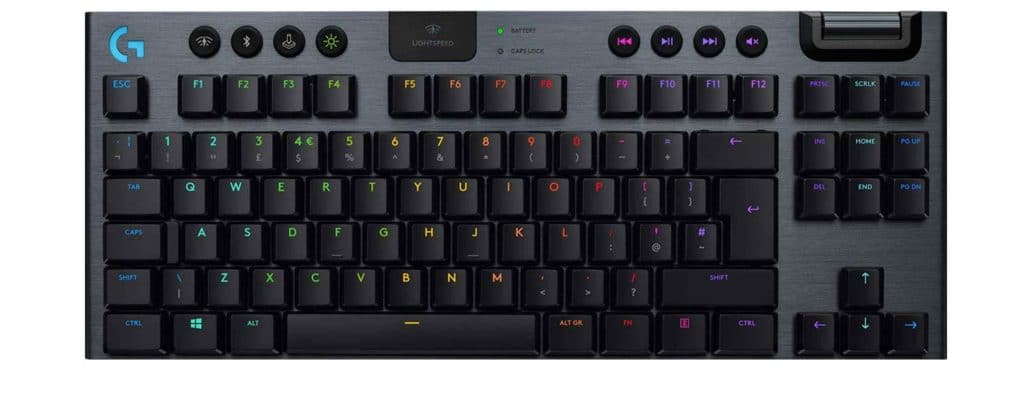 G
LIGHTSPEED
BATTERY
CAPS LOCK
ESC F1 F2 F3 F4 F5 F6 F7 F8 F9 F10 F11 F12 PRTSC SCRLK PAUSE
¬ ` ¦ 1 ! 2 " 3 £ 4 € $ 5 % 6 ^ 7 & 8 * 9 ( 0 ) - _ = + ← INS HOME PG UP
TAB Q W E R T Y U I O P [ { ] } ↵ DEL END PG DN
CAPS A S D F G H J K L ; : ' @ # ~
SHIFT \ | Z X C V B N M , < . > / ? SHIFT ↑
CTRL ALT ALT GR FN CTRL ← ↓ →